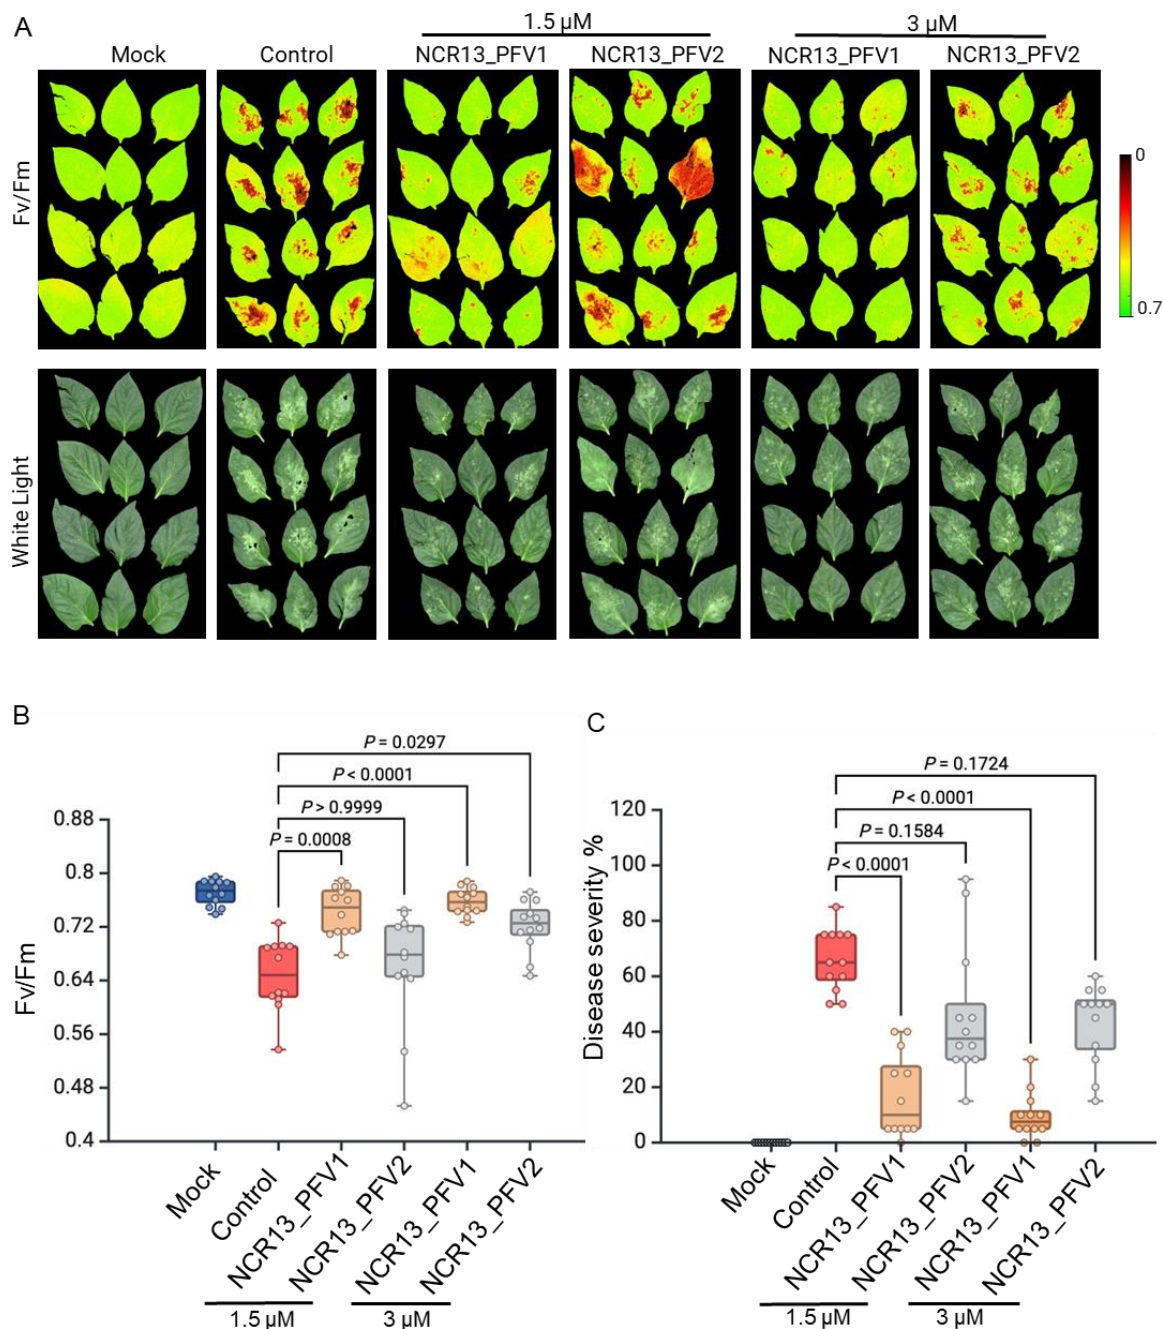 A
1.5 µM
3 µM
Mock
Control
NCR13_PFV1
NCR13_PFV2
NCR13_PFV1
NCR13_PFV2
Fv/Fm
0
0.7
White Light
B
P = 0.0297
P < 0.0001
P > 0.9999
P = 0.0008
0.88
0.8
0.72
0.64
0.56
0.48
0.4
Fv/Fm
Mock
Control
NCR13_PFV1
NCR13_PFV2
NCR13_PFV1
NCR13_PFV2
1.5 µM
3 µM
C
P = 0.1724
P < 0.0001
P = 0.1584
P < 0.0001
120
100
80
60
40
20
0
Disease severity %
Mock
Control
NCR13_PFV1
NCR13_PFV2
NCR13_PFV1
NCR13_PFV2
1.5 µM
3 µM